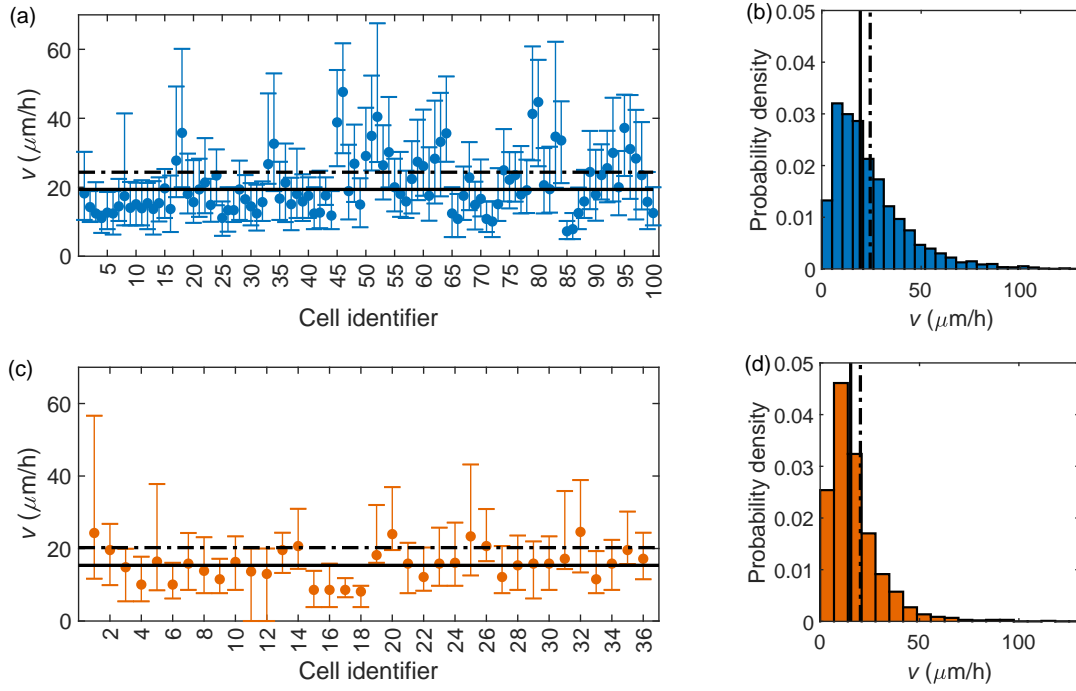 (a)
60
40
20
0
v (μm/h)
5 10 15 20 25 30 35 40 45 50 55 60 65 70 75 80 85 90 95 100
Cell identifier
(b)
0.05
0.04
0.03
0.02
0.01
0
Probability density
0 50 100
v (μm/h)
(c)
60
40
20
0
v (μm/h)
2 4 6 8 10 12 14 16 18 20 22 24 26 28 30 32 34 36
Cell identifier
(d)
0.05
0.04
0.03
0.02
0.01
0
Probability density
0 50 100
v (μm/h)